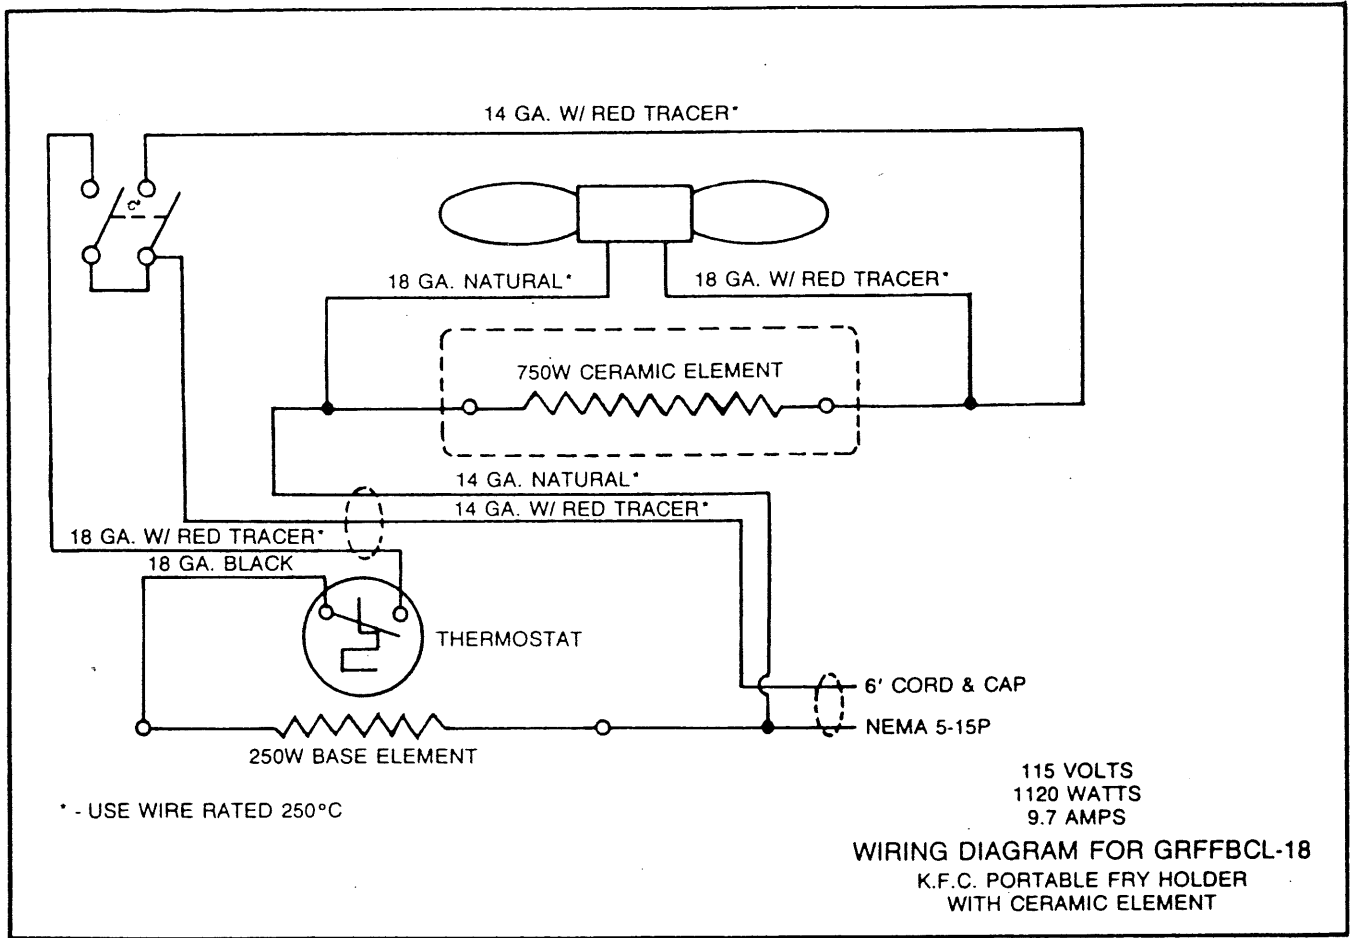 14 GA. W/ RED TRACER*
18 GA. NATURAL*
18 GA. W/ RED TRACER*
750W CERAMIC ELEMENT
14 GA. NATURAL*
14 GA. W/ RED TRACER*
18 GA. W/ RED TRACER*
18 GA. BLACK
THERMOSTAT
6' CORD & CAP
NEMA 5-15P
250W BASE ELEMENT
* - USE WIRE RATED 250°C
115 VOLTS
1120 WATTS
9.7 AMPS
WIRING DIAGRAM FOR GRFFBCL-18
K.F.C. PORTABLE FRY HOLDER
WITH CERAMIC ELEMENT